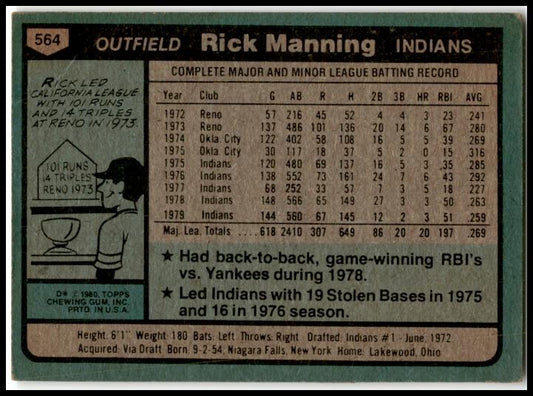 564 OUTFIELD Rick Manning INDIANS
RICK LED
CALIFORNIA LEAGUE
WITH 101 RUNS
AND 14 TRIPLES
AT RENO IN 1973.
101 RUNS
14 TRIPLES
RENO 1973
D* © 1980, TOPPS
CHEWING GUM, INC.
PRTD. IN U.S.A.
COMPLETE MAJOR AND MINOR LEAGUE BATTING RECORD
Year Club G AB R H 2B 3B HR RBI AVG
1972 Reno 57 216 45 52 4 4 3 23 .241
1973 Reno 137 486 101 136 20 14 6 67 .280
1974 Okla City 122 402 58 108 16 5 5 39 .269
1975 Okla City 30 117 18 37 5 2 0 15 .316
1975 Indians 120 480 69 137 16 5 3 35 .285
1976 Indians 138 552 73 161 24 7 6 43 .292
1977 Indians 68 252 33 57 7 3 5 18 .227
1978 Indians 148 566 65 149 27 3 3 50 .263
1979 Indians 144 560 67 145 12 2 3 51 .259
Maj. Lea. Totals 618 2410 307 649 86 20 20 197 .269
★ Had back-to-back, game-winning RBI's
vs. Yankees during 1978.
★ Led Indians with 19 Stolen Bases in 1975
and 16 in 1976 season.
Height: 6'1" Weight: 180 Bats: Left Throws: Right Drafted: Indians #1 - June, 1972
Acquired: Via Draft Born: 9-2-54, Niagara Falls, New York Home: Lakewood, Ohio